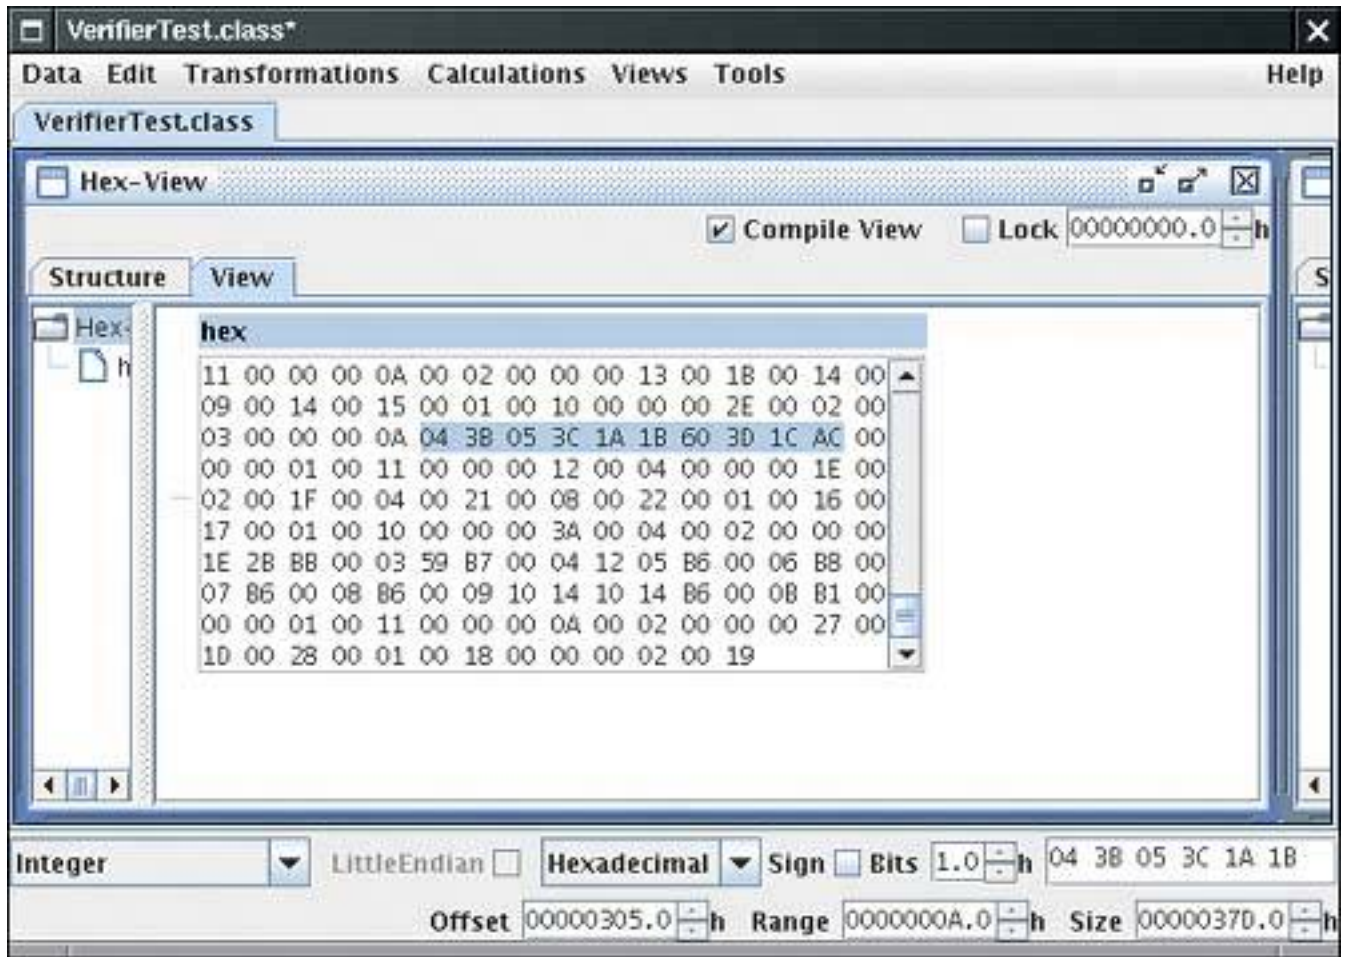 VerifierTest.class*
Data Edit Transformations Calculations Views Tools Help
VerifierTest.class
Hex-View
Compile View Lock 00000000.0 h
Structure View S
Hex- hex
h
11 00 00 00 0A 00 02 00 00 00 13 00 1B 00 14 00
09 00 14 00 15 00 01 00 10 00 00 00 2E 00 02 00
03 00 00 00 0A 04 3B 05 3C 1A 1B 60 3D 1C AC 00
00 00 01 00 11 00 00 00 12 00 04 00 00 00 1E 00
02 00 1F 00 04 00 21 00 08 00 22 00 01 00 16 00
17 00 01 00 10 00 00 00 3A 00 04 00 02 00 00 00
1E 2B BB 00 03 59 B7 00 04 12 05 B6 00 06 B8 00
07 B6 00 08 B6 00 09 10 14 10 14 B6 00 0B B1 00
00 00 01 00 11 00 00 00 0A 00 02 00 00 00 27 00
1D 00 28 00 01 00 18 00 00 00 02 00 19
Integer LittleEndian Hexadecimal Sign Bits 1.0 h 04 3B 05 3C 1A 1B
Offset 00000305.0 h Range 0000000A.0 h Size 0000037D.0 h